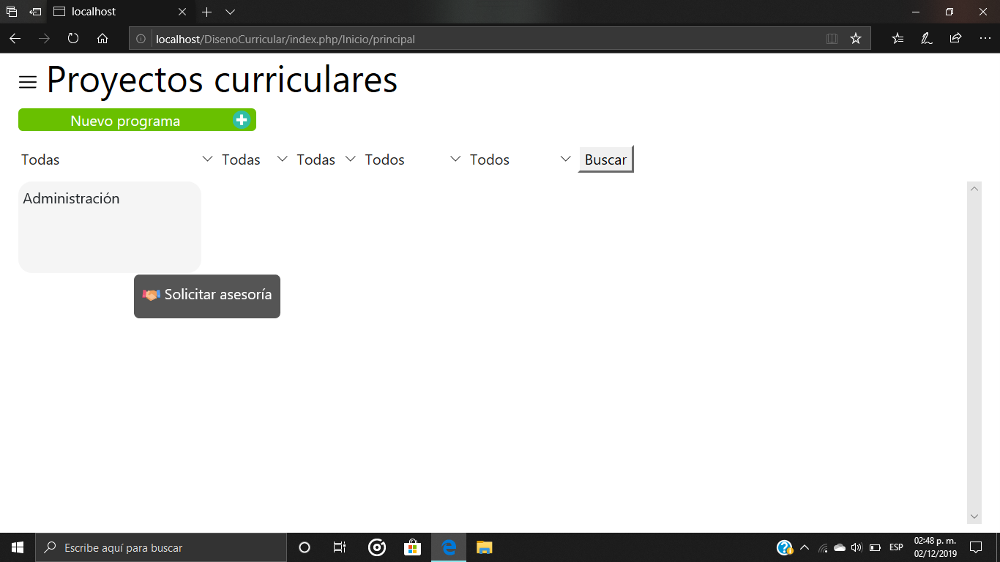 localhost
localhost/DisenoCurricular/index.php/Inicio/principal
Proyectos curriculares
Nuevo programa
Todas Todas Todas Todos Todos Buscar
Administración
Solicitar asesoría
Escribe aquí para buscar
ESP
02:48 p. m.
02/12/2019